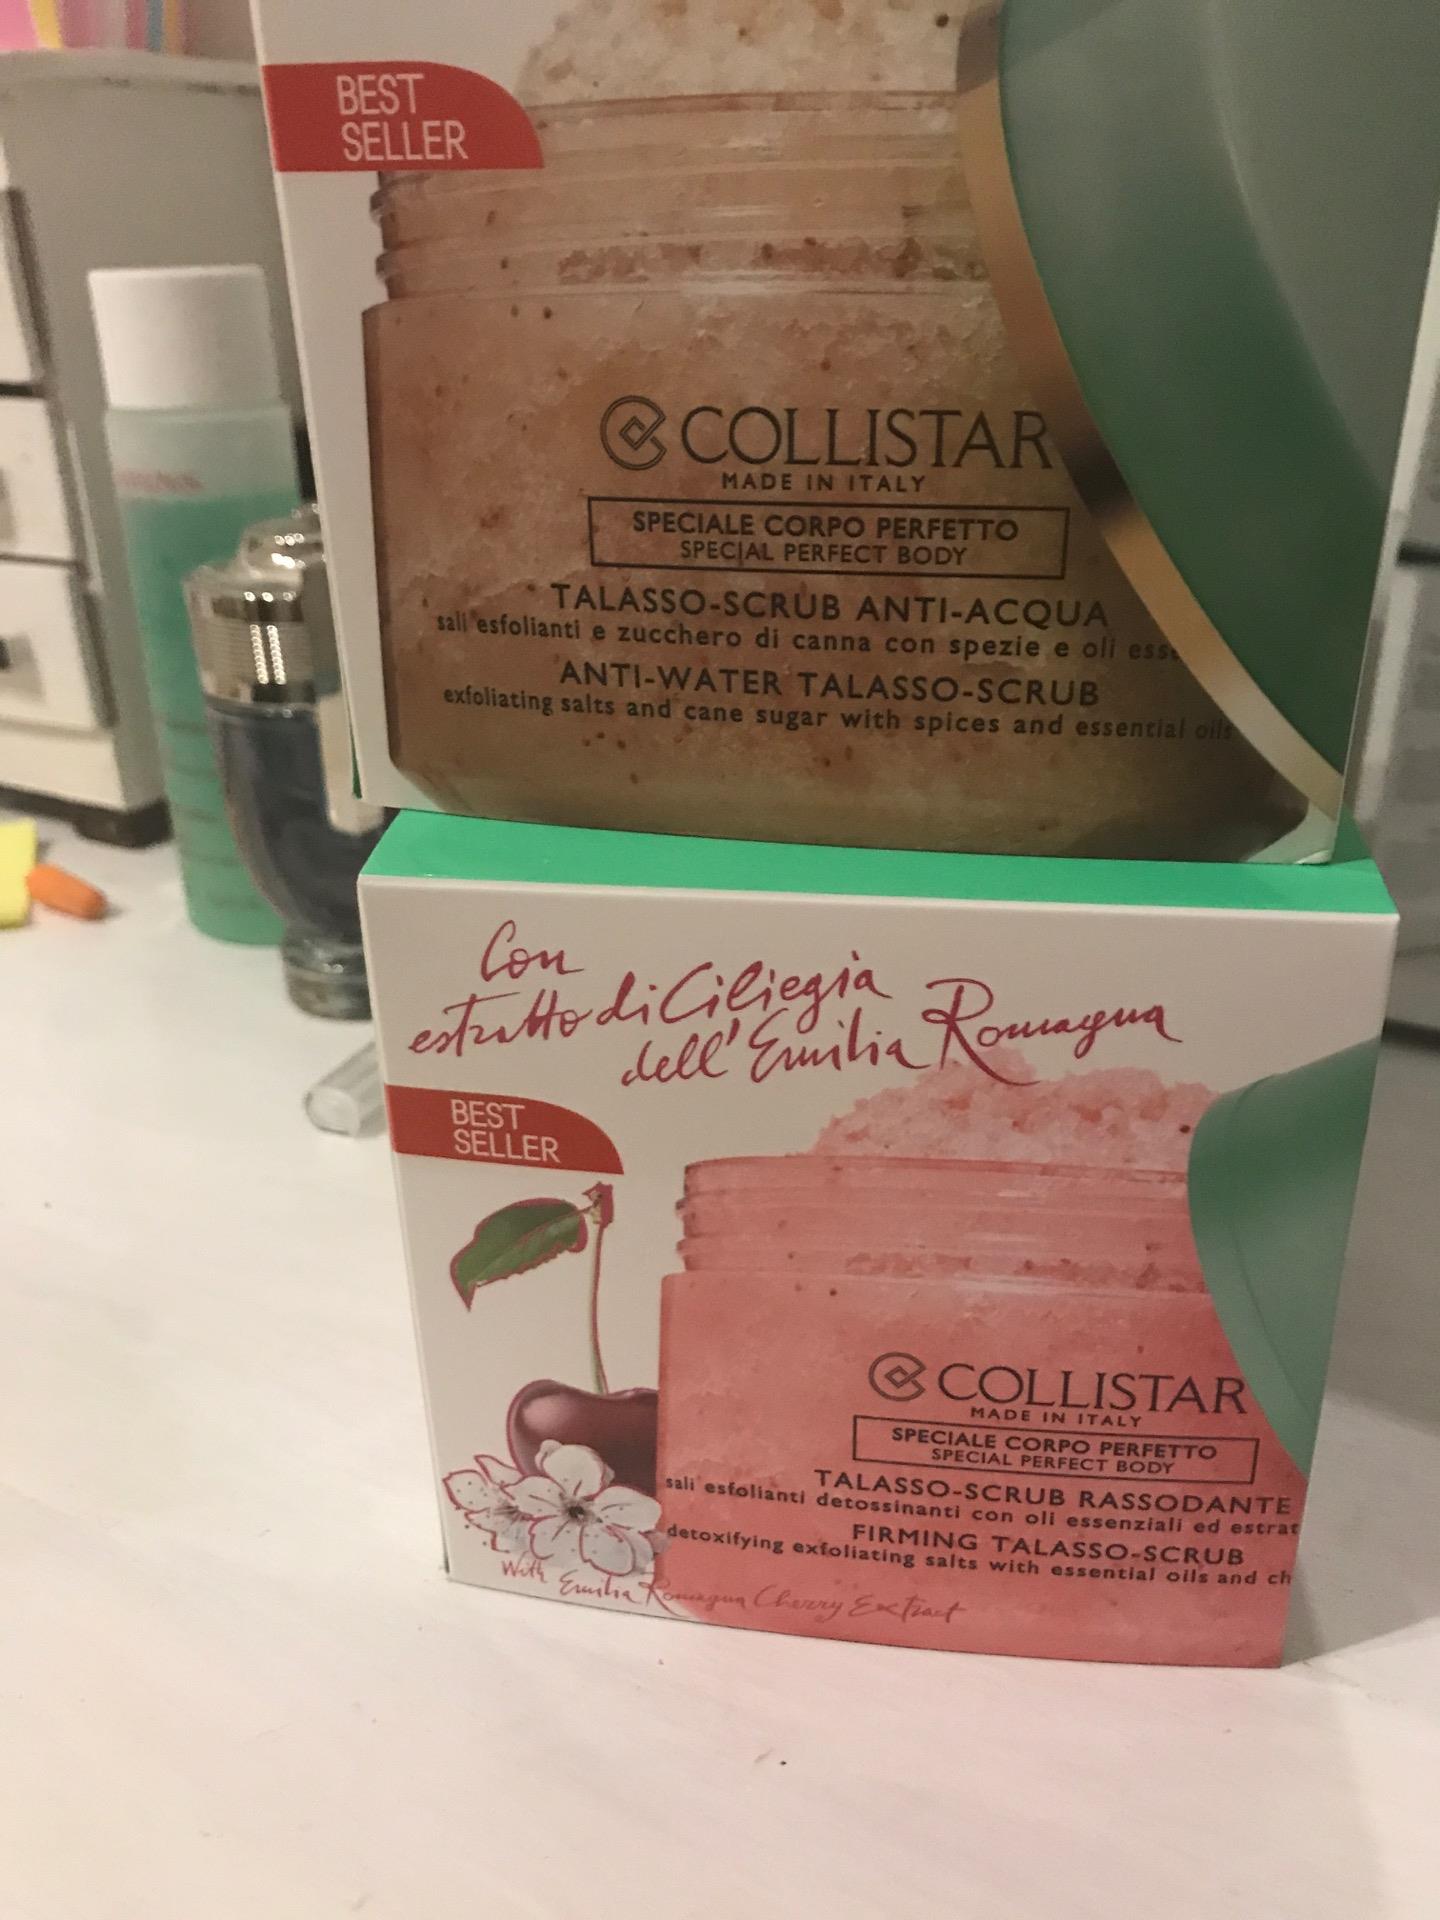 BEST
SELLER
COLLISTAR
MADE IN ITALY
SPECIALE CORPO PERFETTO
SPECIAL PERFECT BODY
TALASSO-SCRUB ANTI-ACQUA
sali esfolianti e zucchero di canna con spezie e oli
ANTI-WATER TALASSO-SCRUB
exfoliating salts and cane sugar with spices and essential oils
Con
estratto di Ciliegia
dell'Emilia Romagna
BEST
SELLER
COLLISTAR
MADE IN ITALY
SPECIALE CORPO PERFETTO
SPECIAL PERFECT BODY
TALASSO-SCRUB RASSODANTE
sali esfolianti detossinanti con oli essenziali ed
FIRMING TALASSO-SCRUB
detoxifying exfoliating salts with essential oils and
With Emilia Romagna Cherry Extract